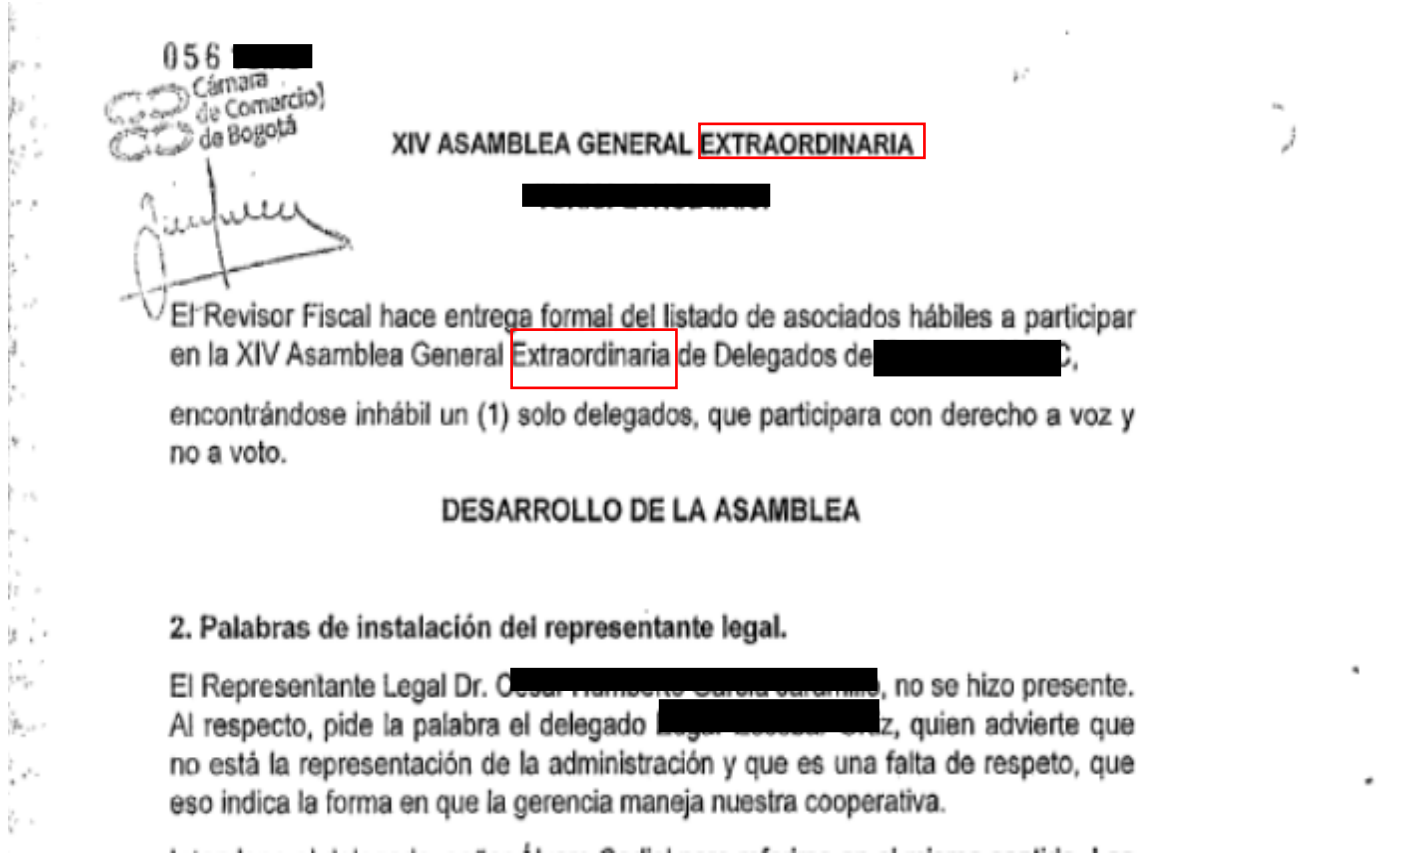 056
Cámara
de Comercio
de Bogotá
XIV ASAMBLEA GENERAL EXTRAORDINARIA
El Revisor Fiscal hace entrega formal del listado de asociados hábiles a participar
en la XIV Asamblea General Extraordinaria de Delegados de
encontrándose inhábil un (1) solo delegados, que participara con derecho a voz y
no a voto.
DESARROLLO DE LA ASAMBLEA
2. Palabras de instalación del representante legal.
El Representante Legal Dr. , no se hizo presente.
Al respecto, pide la palabra el delegado , quien advierte que
no está la representación de la administración y que es una falta de respeto, que
eso indica la forma en que la gerencia maneja nuestra cooperativa.